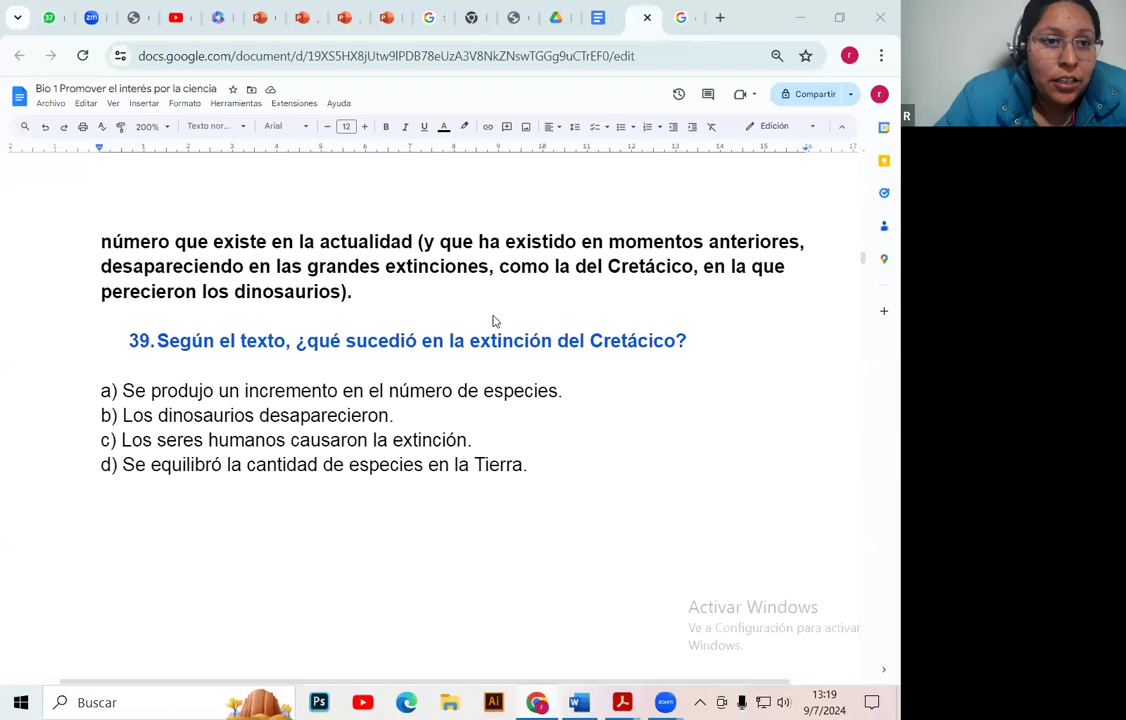 docs.google.com/document/d/19XS5HX8jUtw9lPDB78eUzA3V8NkZNswTGGg9uCTrEF0/edit
Bio 1 Promover el interés por la ciencia
Archivo Editar Ver Insertar Formato Herramientas Extensiones Ayuda
Compartir
200% Texto nor... Arial 12 Edición
número que existe en la actualidad (y que ha existido en momentos anteriores,
desapareciendo en las grandes extinciones, como la del Cretácico, en la que
perecieron los dinosaurios).
39. Según el texto, ¿qué sucedió en la extinción del Cretácico?
a) Se produjo un incremento en el número de especies.
b) Los dinosaurios desaparecieron.
c) Los seres humanos causaron la extinción.
d) Se equilibró la cantidad de especies en la Tierra.
Activar Windows
Ve a Configuración para activar
Windows.
R
Buscar
13:19
9/7/2024